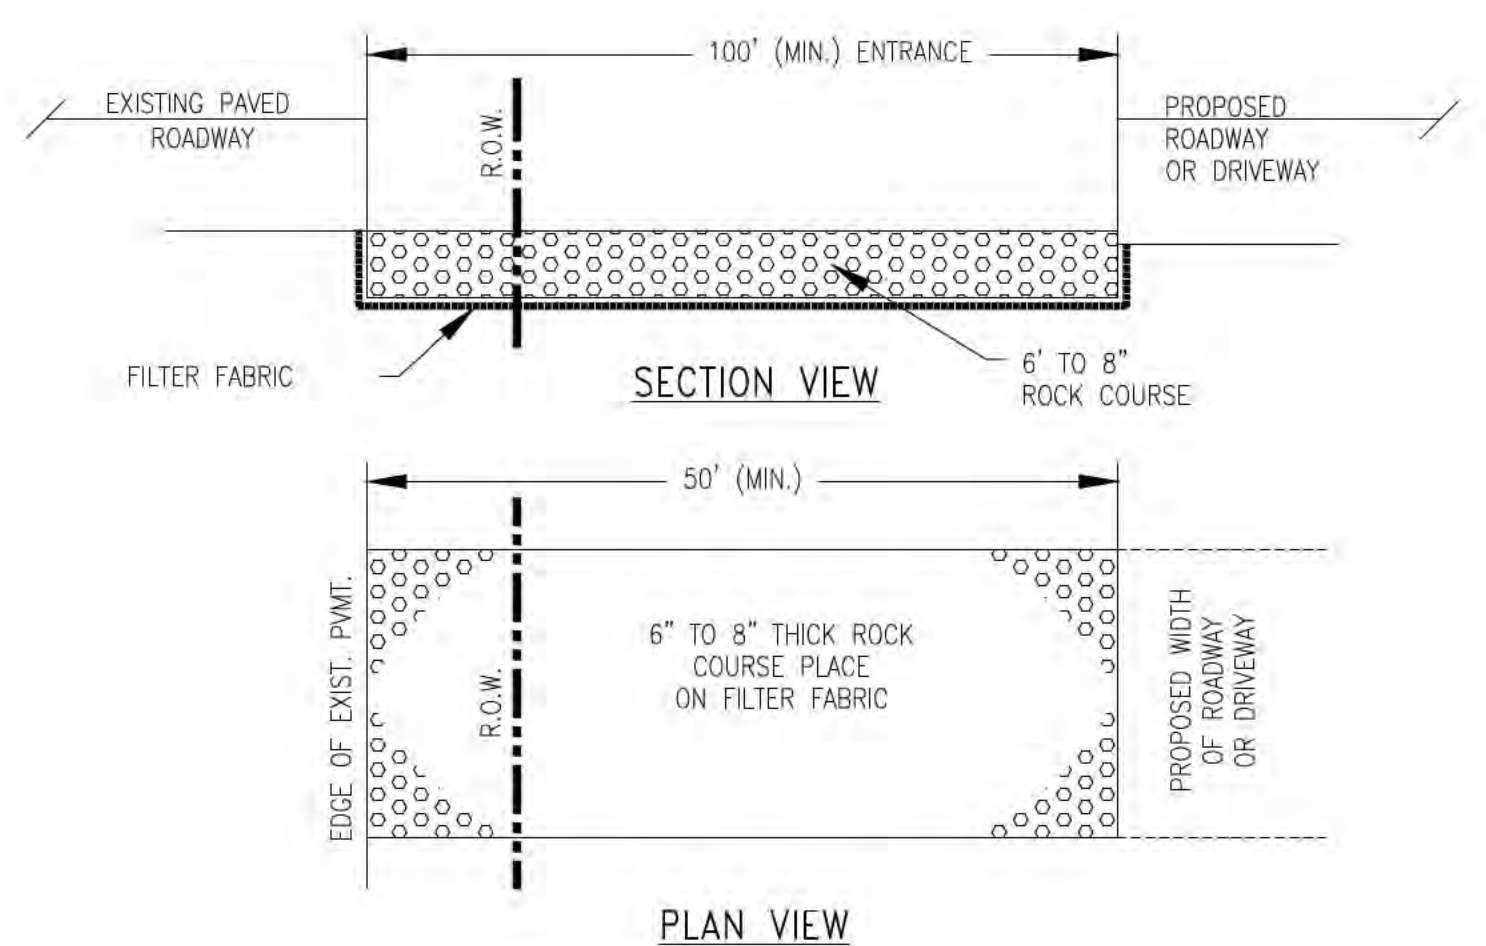 100' (MIN.) ENTRANCE
EXISTING PAVED
ROADWAY
R.O.W.
PROPOSED
ROADWAY
OR DRIVEWAY
FILTER FABRIC
SECTION VIEW
6' TO 8"
ROCK COURSE
50' (MIN.)
EDGE OF EXIST. PVMT.
R.O.W.
6" TO 8" THICK ROCK
COURSE PLACE
ON FILTER FABRIC
PROPOSED WIDTH
OF ROADWAY
OR DRIVEWAY
PLAN VIEW